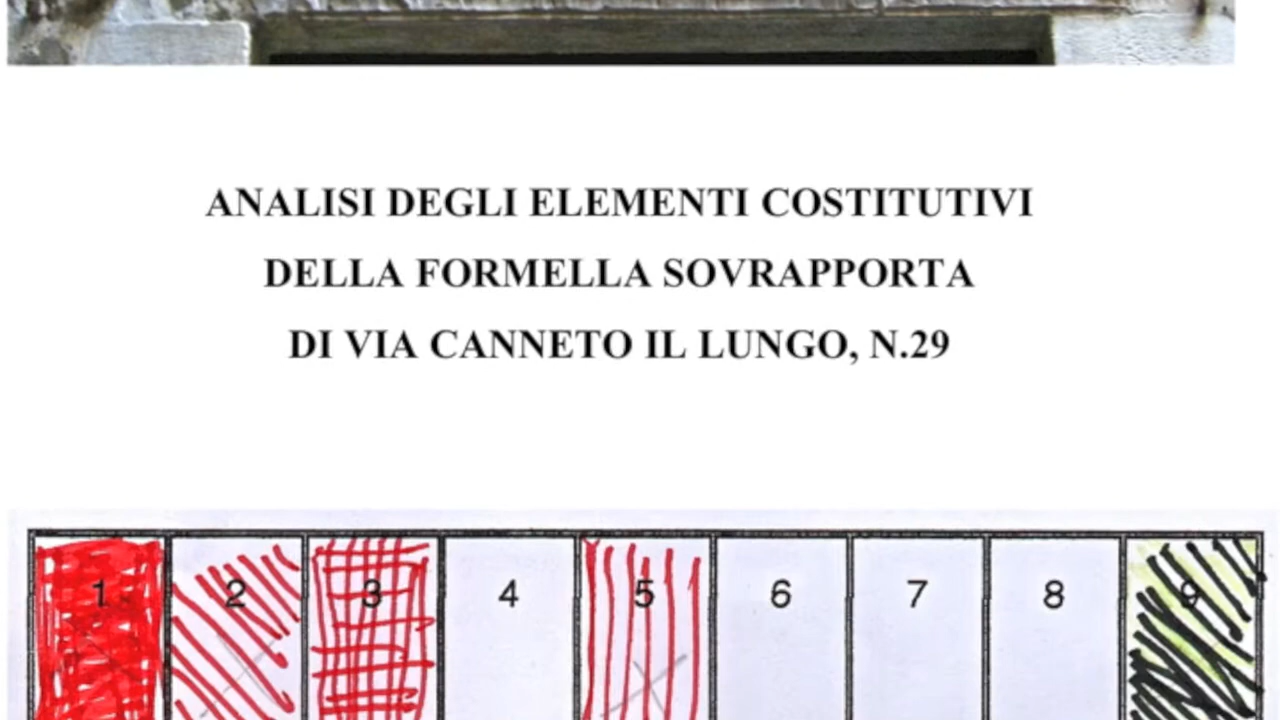 ANALISI DEGLI ELEMENTI COSTITUTIVI
DELLA FORMELLA SOVRAPPORTA
DI VIA CANNETO IL LUNGO, N.29
1 2 3 4 5 6 7 8 9